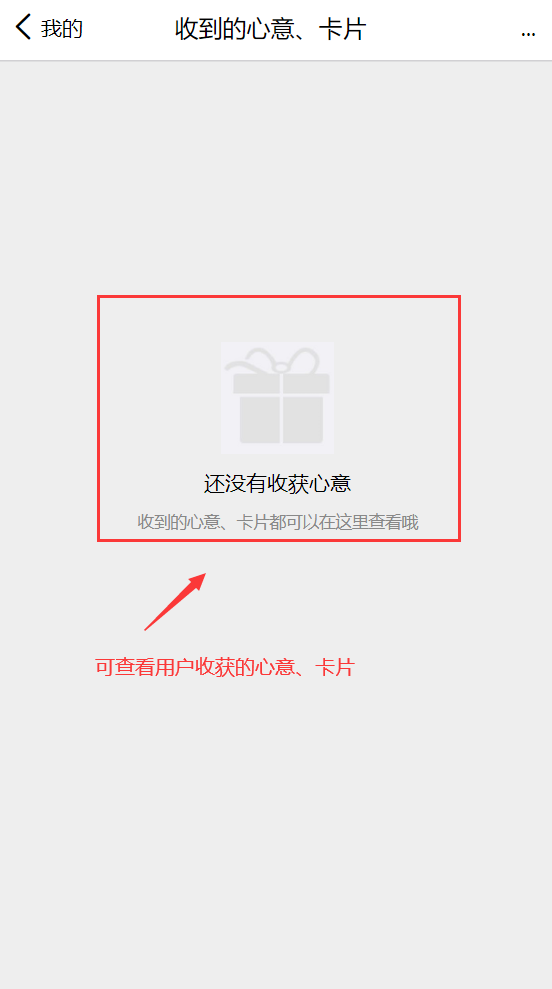 我的 收到的心意、卡片 ...
还没有收获心意
收到的心意、卡片都可以在这里查看哦
可查看用户收获的心意、卡片